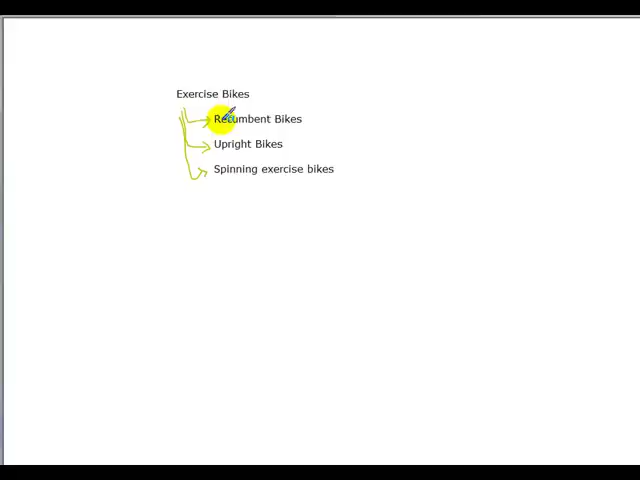 Exercise Bikes
Recumbent Bikes
Upright Bikes
Spinning exercise bikes